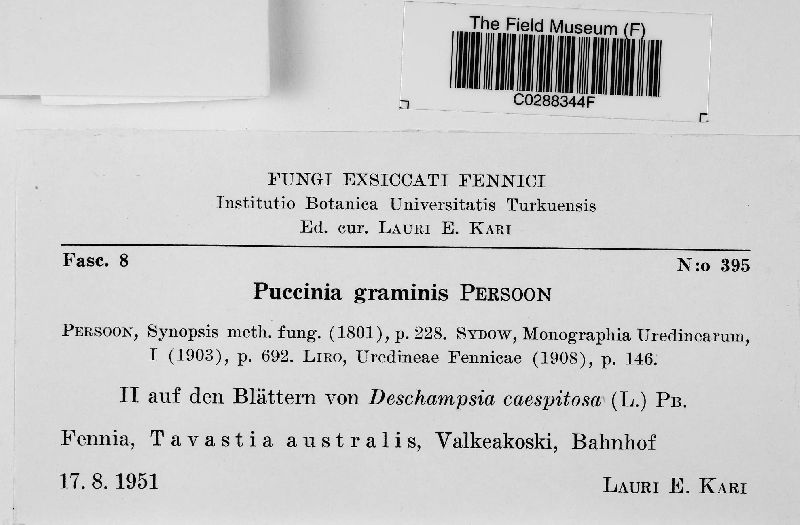 The Field Museum (F)
C0288344F
FUNGI EXSICCATI FENNICI
Institutio Botanica Universitatis Turkuensis
Ed. cur. LAURI E. KARI
Fasc. 8 N:o 395
Puccinia graminis PERSOON
PERSOON, Synopsis meth. fung. (1801), p. 228. SYDOW, Monographia Uredinearum,
I (1903), p. 692. LIRO, Uredineae Fennicae (1908), p. 146.
II auf den Blättern von Deschampsia caespitosa (L.) PB.
Fennia, Tavastia australis, Valkeakoski, Bahnhof
17. 8. 1951 LAURI E. KARI